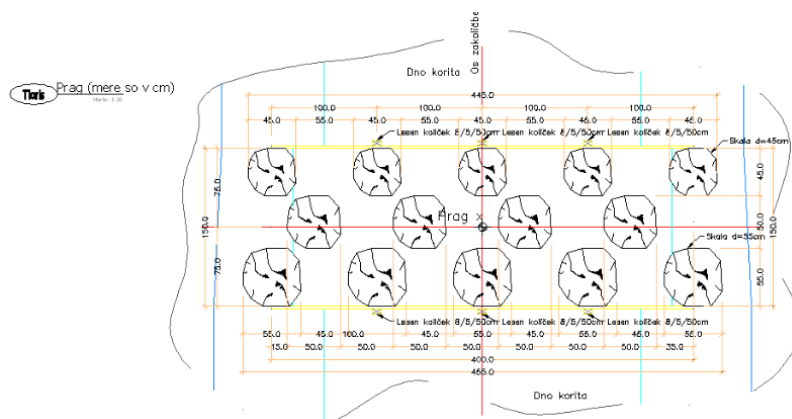 Os zakoličbe
Dno korita
Tloris
Prag (mere so v cm)
445.0
100.0 100.0 100.0 100.0
45.0 55.0 45.0 55.0 45.0 55.0 45.0 55.0 45.0
Lesen količek 8/5/50cm Lesen količek 8/5/50cm Lesen količek 8/5/50cm
Skala d=45cm
75.0 45.0
Prag x
150.0 50.0 150.0
Skala d=55cm
75.0 55.0
Lesen količek 8/5/50cm Lesen količek 8/5/50cm Lesen količek 8/5/50cm
55.0 45.0 100.0 45.0 55.0 45.0 55.0 45.0 55.0
15.0 50.0 50.0 50.0 50.0 50.0 50.0 50.0 35.0
400.0
455.0
Dno korita